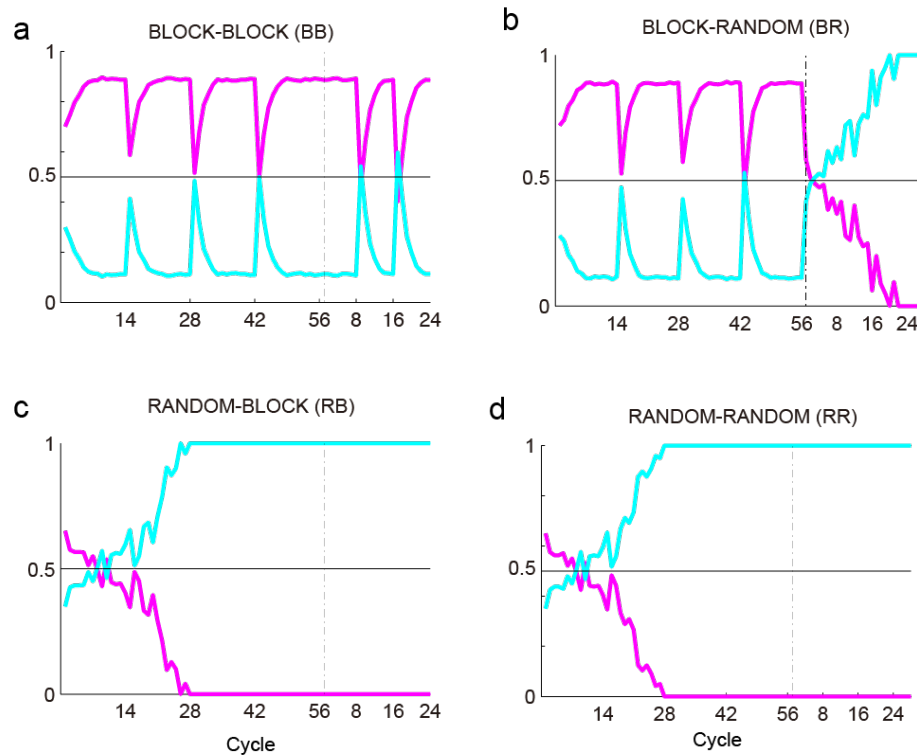 a
BLOCK-BLOCK (BB)
1
0.5
0
14 28 42 56 8 16 24
b
BLOCK-RANDOM (BR)
1
0.5
0
14 28 42 56 8 16 24
c
RANDOM-BLOCK (RB)
1
0.5
0
14 28 42 56 8 16 24
Cycle
d
RANDOM-RANDOM (RR)
1
0.5
0
14 28 42 56 8 16 24
Cycle